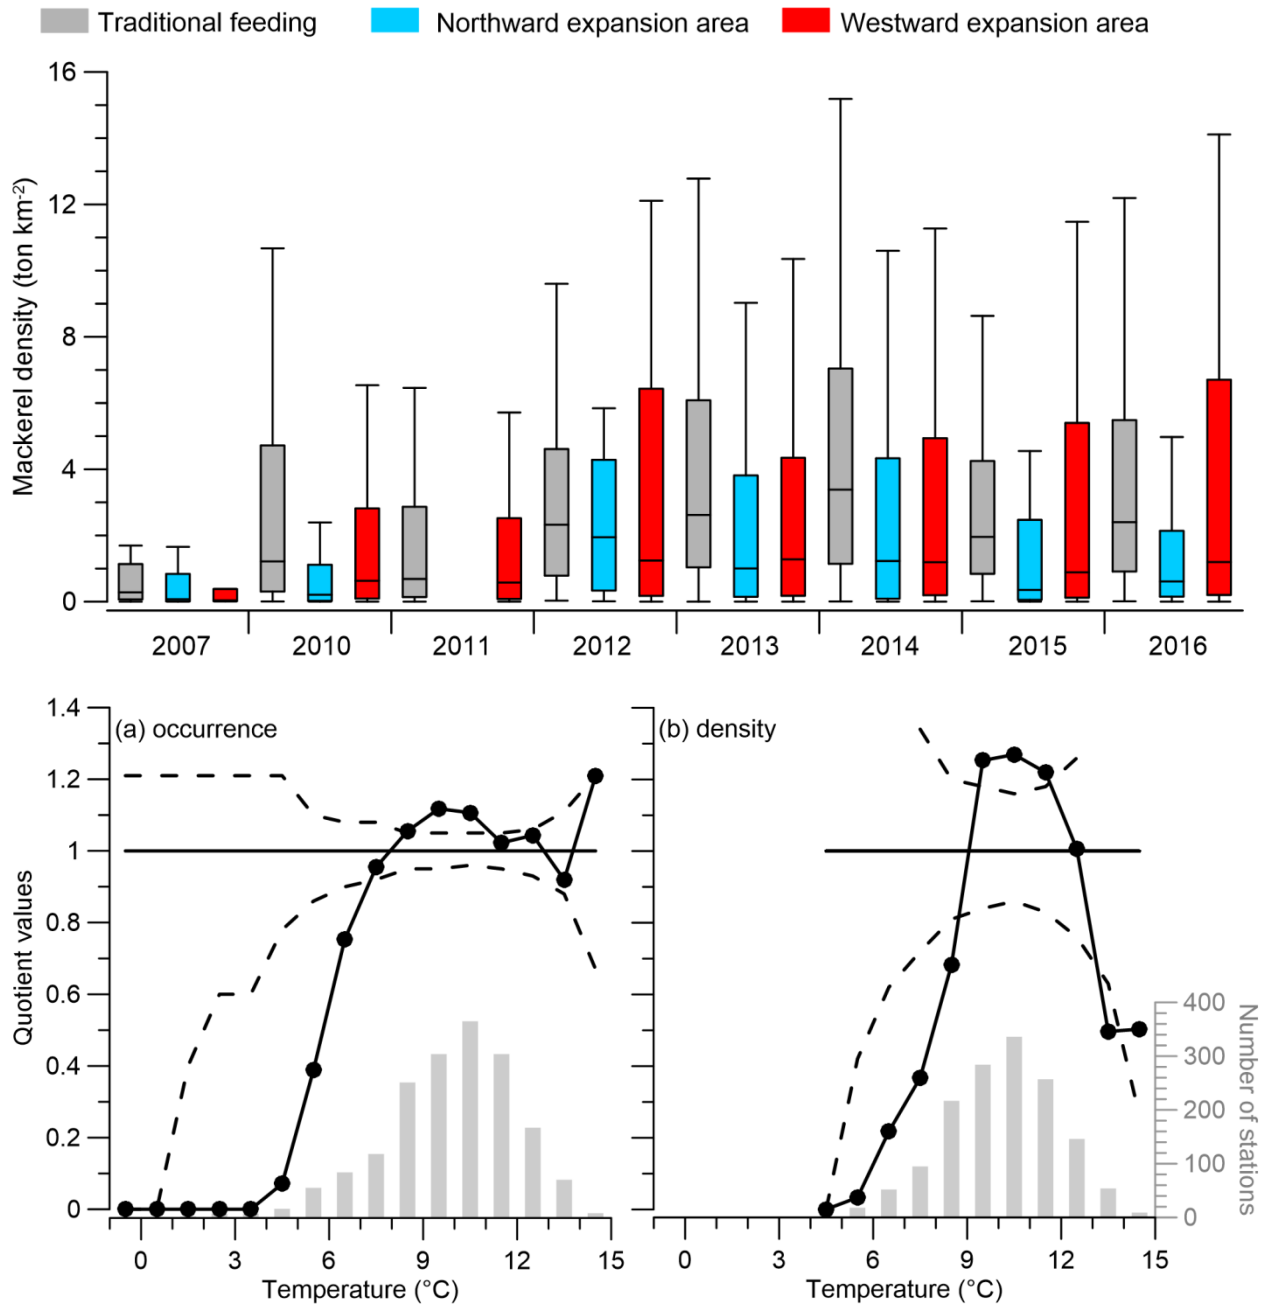 Traditional feeding Northward expansion area Westward expansion area
16
12
8
4
0
Mackerel density (ton km-2)
2007 2010 2011 2012 2013 2014 2015 2016
1.4
1.2
1
0.8
0.6
0.4
0.2
0
Quotient values
(a) occurrence
(b) density
400
300
200
100
0
Number of stations
0 3 6 9 12
0 3 6 9 12 15
Temperature (°C)
Temperature (°C)